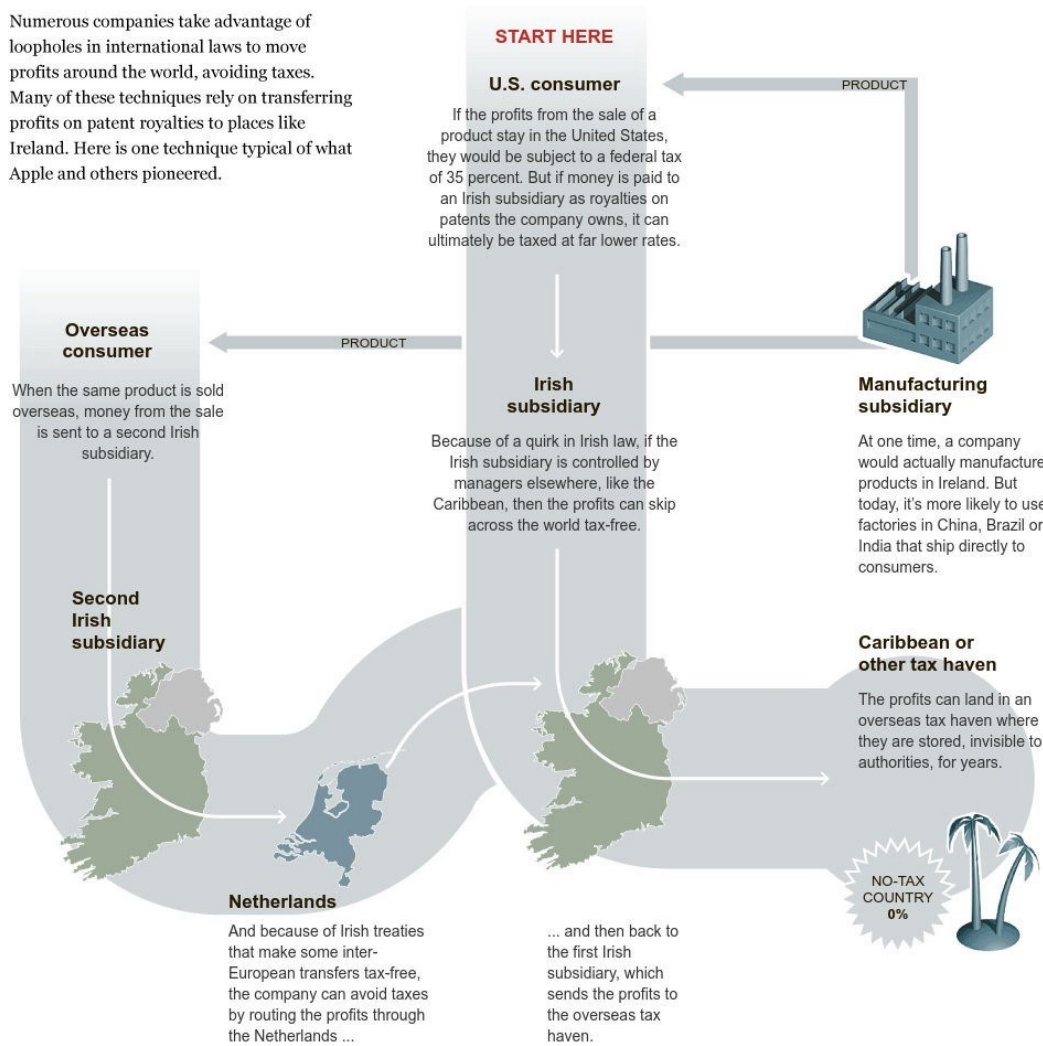 Numerous companies take advantage of
loopholes in international laws to move
profits around the world, avoiding taxes.
Many of these techniques rely on transferring
profits on patent royalties to places like
Ireland. Here is one technique typical of what
Apple and others pioneered.
START HERE
U.S. consumer
If the profits from the sale of a
product stay in the United States,
they would be subject to a federal tax
of 35 percent. But if money is paid to
an Irish subsidiary as royalties on
patents the company owns, it can
ultimately be taxed at far lower rates.
PRODUCT
Overseas
consumer
When the same product is sold
overseas, money from the sale
is sent to a second Irish
subsidiary.
PRODUCT
Irish
subsidiary
Because of a quirk in Irish law, if the
Irish subsidiary is controlled by
managers elsewhere, like the
Caribbean, then the profits can skip
across the world tax-free.
Manufacturing
subsidiary
At one time, a company
would actually manufacture
products in Ireland. But
today, it's more likely to use
factories in China, Brazil or
India that ship directly to
consumers.
Second
Irish
subsidiary
Caribbean or
other tax haven
The profits can land in an
overseas tax haven where
they are stored, invisible to
authorities, for years.
NO-TAX
COUNTRY
0%
Netherlands
And because of Irish treaties
that make some inter-
European transfers tax-free,
the company can avoid taxes
by routing the profits through
the Netherlands ...
... and then back to
the first Irish
subsidiary, which
sends the profits to
the overseas tax
haven.